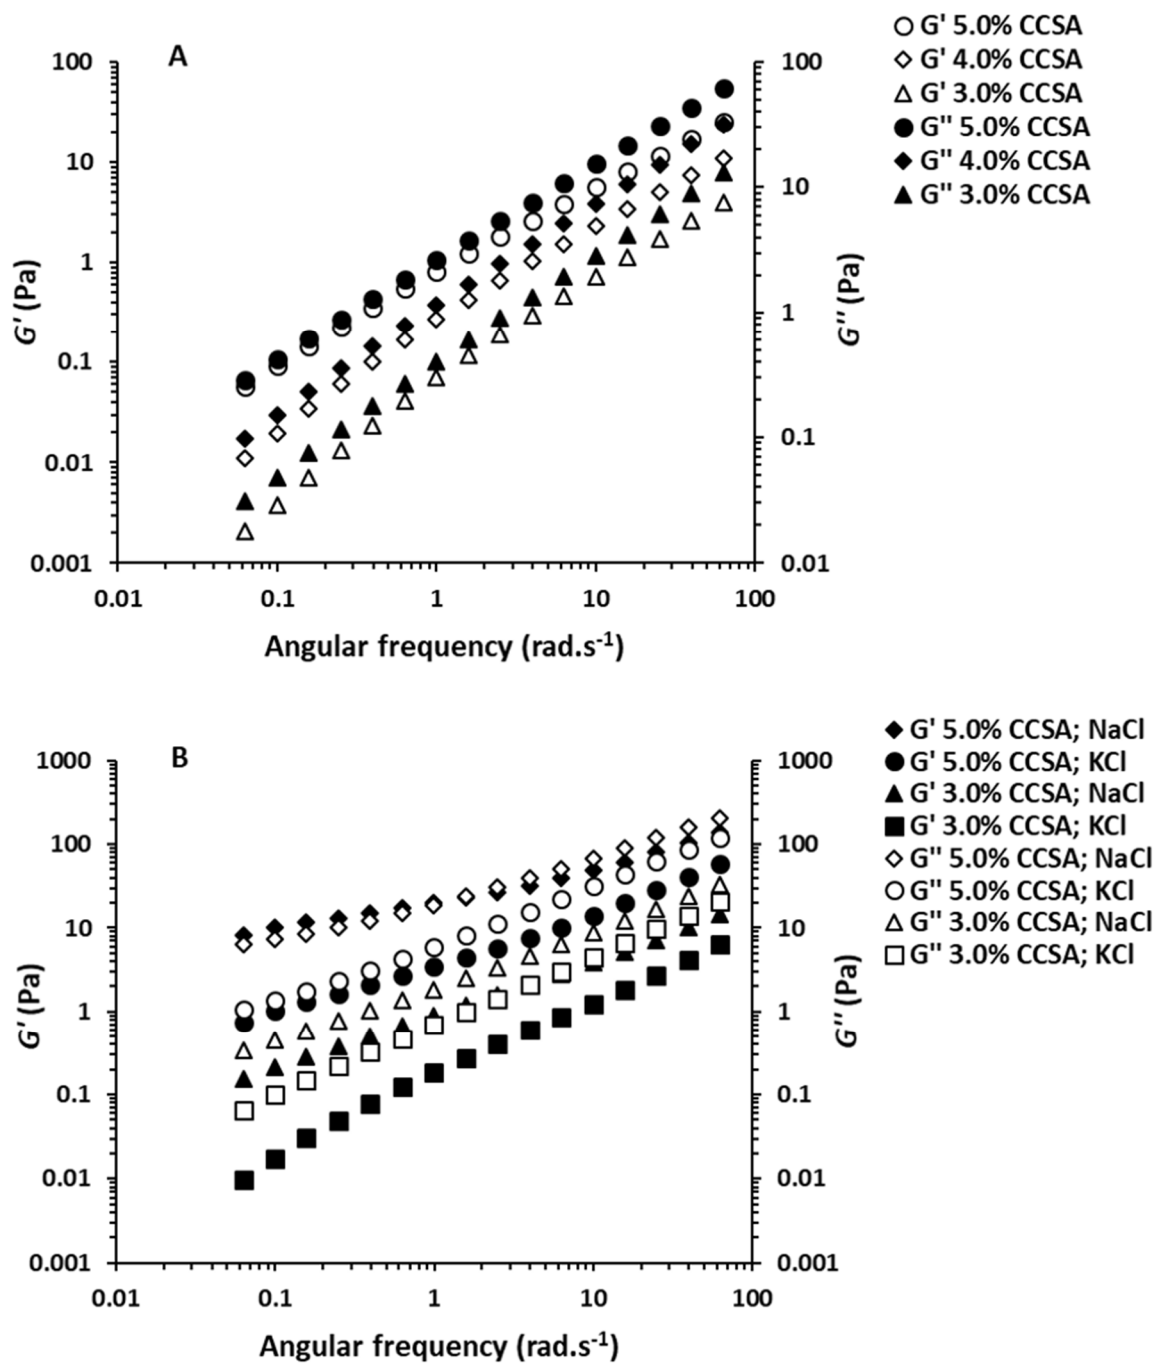 A
G' 5.0% CCSA
G' 4.0% CCSA
G' 3.0% CCSA
G'' 5.0% CCSA
G'' 4.0% CCSA
G'' 3.0% CCSA
100
10
1
0.1
0.01
0.001
G' (Pa)
100
10
1
0.1
0.01
G'' (Pa)
0.01 0.1 1 10 100
Angular frequency (rad.s-1)
B
G' 5.0% CCSA; NaCl
G' 5.0% CCSA; KCl
G' 3.0% CCSA; NaCl
G' 3.0% CCSA; KCl
G'' 5.0% CCSA; NaCl
G'' 5.0% CCSA; KCl
G'' 3.0% CCSA; NaCl
G'' 3.0% CCSA; KCl
1000
100
10
1
0.1
0.01
0.001
G' (Pa)
1000
100
10
1
0.1
0.01
0.001
G'' (Pa)
0.01 0.1 1 10 100
Angular frequency (rad.s-1)